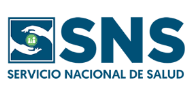 SNS
SERVICIO NACIONAL DE SALUD